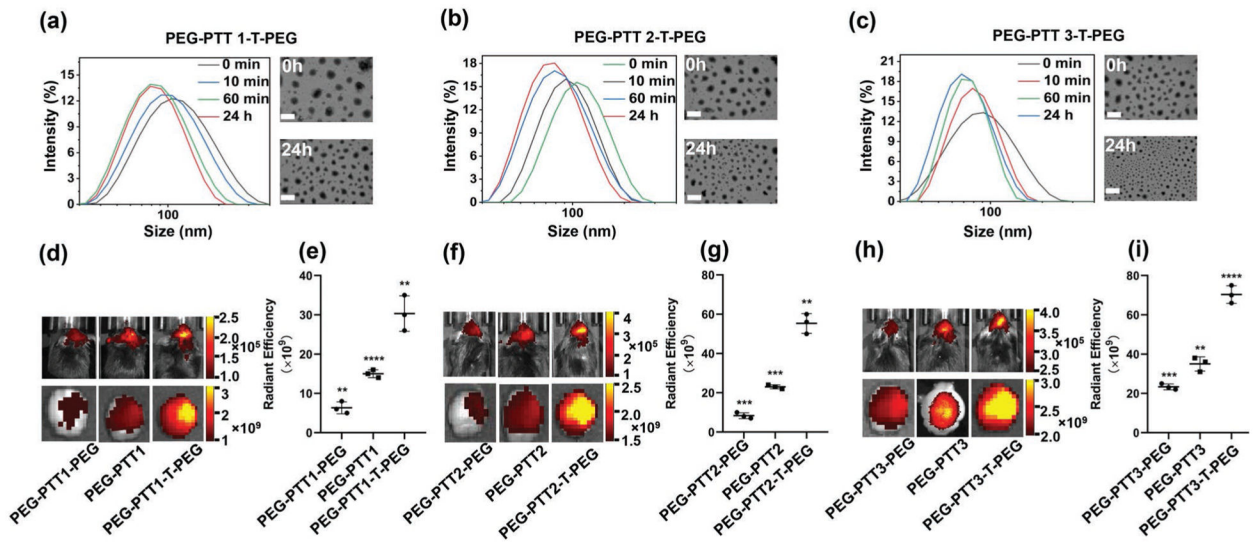 (a)
PEG-PTT 1-T-PEG
Intensity (%)
15
12
9
6
3
0
0 min
10 min
60 min
24 h
100
Size (nm)
0h
24h
(b)
PEG-PTT 2-T-PEG
Intensity (%)
18
15
12
9
6
3
0
0 min
10 min
60 min
24 h
100
Size (nm)
0h
24h
(c)
PEG-PTT 3-T-PEG
Intensity (%)
21
18
15
12
9
6
3
0
0 min
10 min
60 min
24 h
100
Size (nm)
0h
24h
(d)
2.5
2.0
1.5
1.0
×10⁵
3
2
1
×10⁹
PEG-PTT1-PEG
PEG-PTT1
PEG-PTT1-T-PEG
(e)
Radiant Efficiency
(×10⁹)
40
30
20
10
0
**
****
**
PEG-PTT1-PEG
PEG-PTT1
PEG-PTT1-T-PEG
(f)
4
3
2
1
×10⁵
2.5
2.0
1.5
×10⁹
PEG-PTT2-PEG
PEG-PTT2
PEG-PTT2-T-PEG
(g)
Radiant Efficiency
(×10⁹)
80
60
40
20
0
***
***
**
PEG-PTT2-PEG
PEG-PTT2
PEG-PTT2-T-PEG
(h)
4.0
3.5
3.0
2.5
×10⁵
3.0
2.5
2.0
×10⁹
PEG-PTT3-PEG
PEG-PTT3
PEG-PTT3-T-PEG
(i)
Radiant Efficiency
(×10⁹)
80
60
40
20
0
***
**
****
PEG-PTT3-PEG
PEG-PTT3
PEG-PTT3-T-PEG